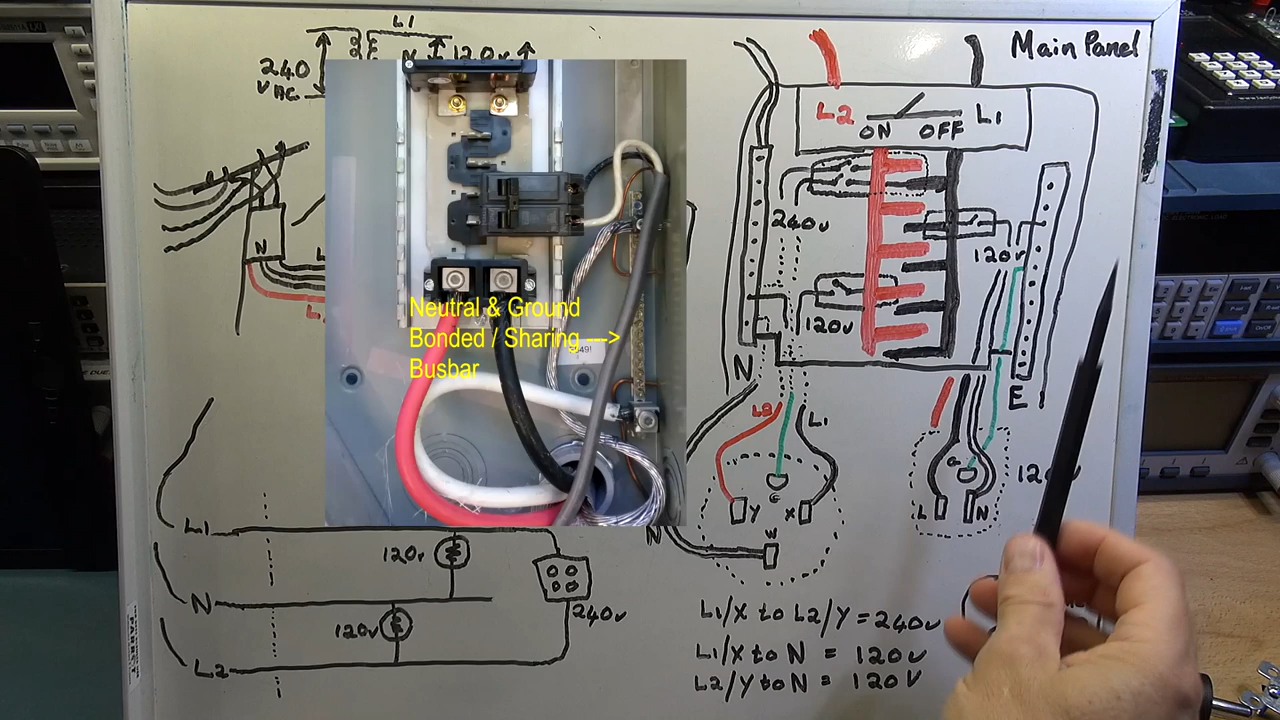 L1
240
VAC
N
120v
Main Panel
L2
ON
OFF
L1
240v
120v
120v
N
E
N
Neutral & Ground
Bonded / Sharing --->
Busbar
L2
L1
G
Y
X
W
N
G
L
N
L1
120v
N
120v
240v
L2
L1/X to L2/Y = 240v
L1/X to N = 120v
L2/Y to N = 120V